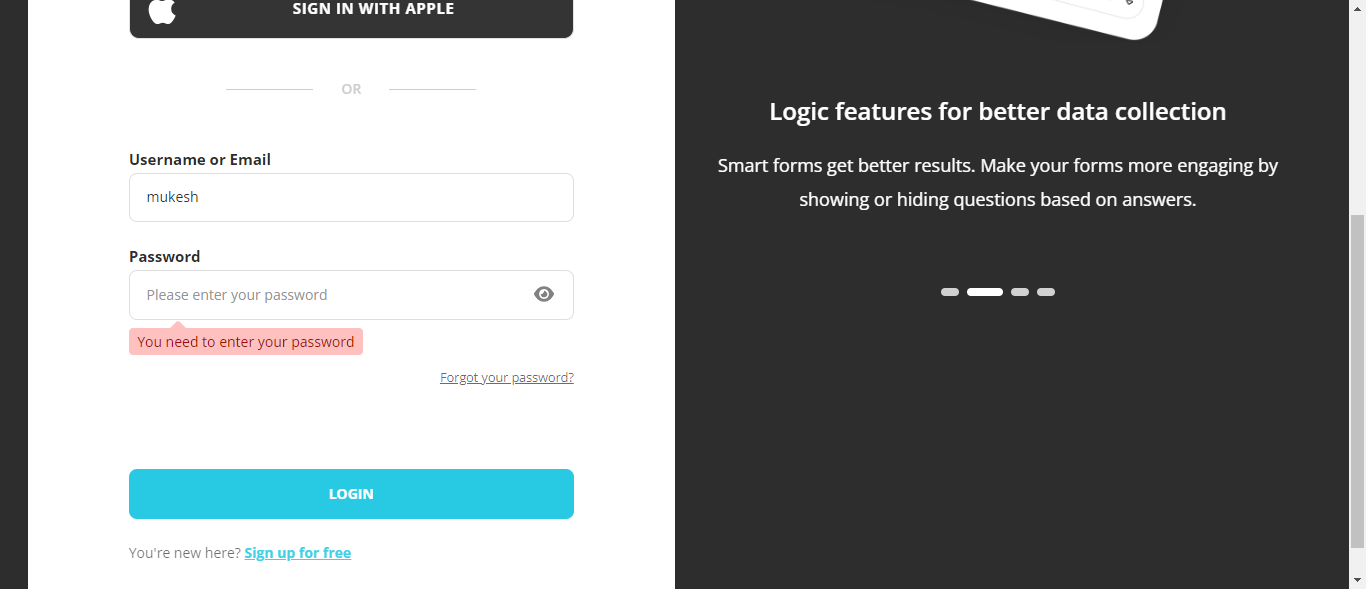 SIGN IN WITH APPLE
OR
Username or Email
mukesh
Password
Please enter your password
You need to enter your password
Forgot your password?
LOGIN
You're new here? Sign up for free
Logic features for better data collection
Smart forms get better results. Make your forms more engaging by
showing or hiding questions based on answers.